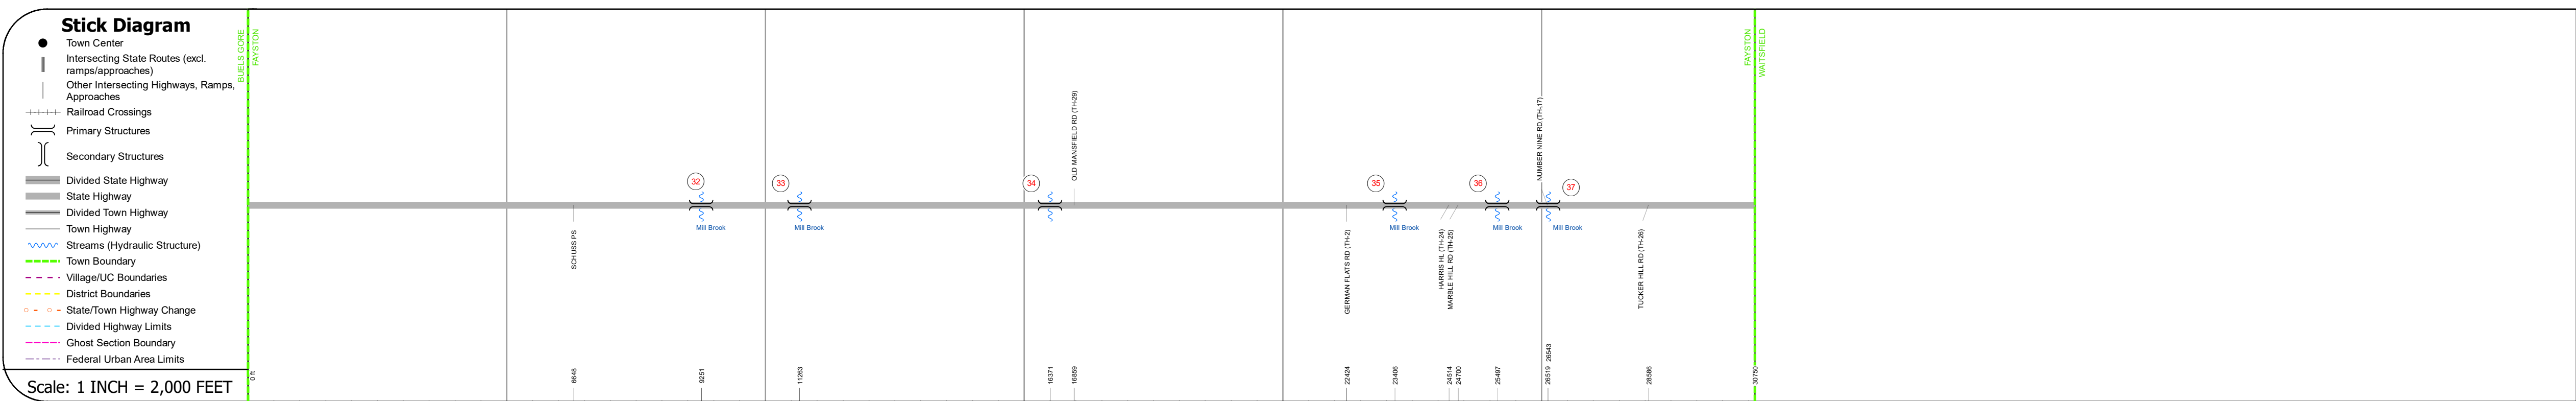 Stick Diagram
Town Center
Intersecting State Routes (excl.
ramps/approaches)
Other Intersecting Highways, Ramps,
Approaches
Railroad Crossings
Primary Structures
Secondary Structures
Divided State Highway
State Highway
Divided Town Highway
Town Highway
Streams (Hydraulic Structure)
Town Boundary
Village/UC Boundaries
District Boundaries
State/Town Highway Change
Divided Highway Limits
Ghost Section Boundary
Federal Urban Area Limits
Scale: 1 INCH = 2,000 FEET
BUELS GORE
FAYSTON
FAYSTON
WAITSFIELD
OLD MANSFIELD RD (TH-29)
NUMBER NINE RD (TH-17)
32
33
34
35
36
37
Mill Brook
Mill Brook
Mill Brook
Mill Brook
Mill Brook
SCHUSS PS
GERMAN FLATS RD (TH-2)
HARRIS HL (TH-24)
MARBLE HILL RD (TH-25)
TUCKER HILL RD (TH-26)
0 ft
6648
9251
11263
16371
16859
22424
23406
24514
24700
25497
26519
26543
28586
30750